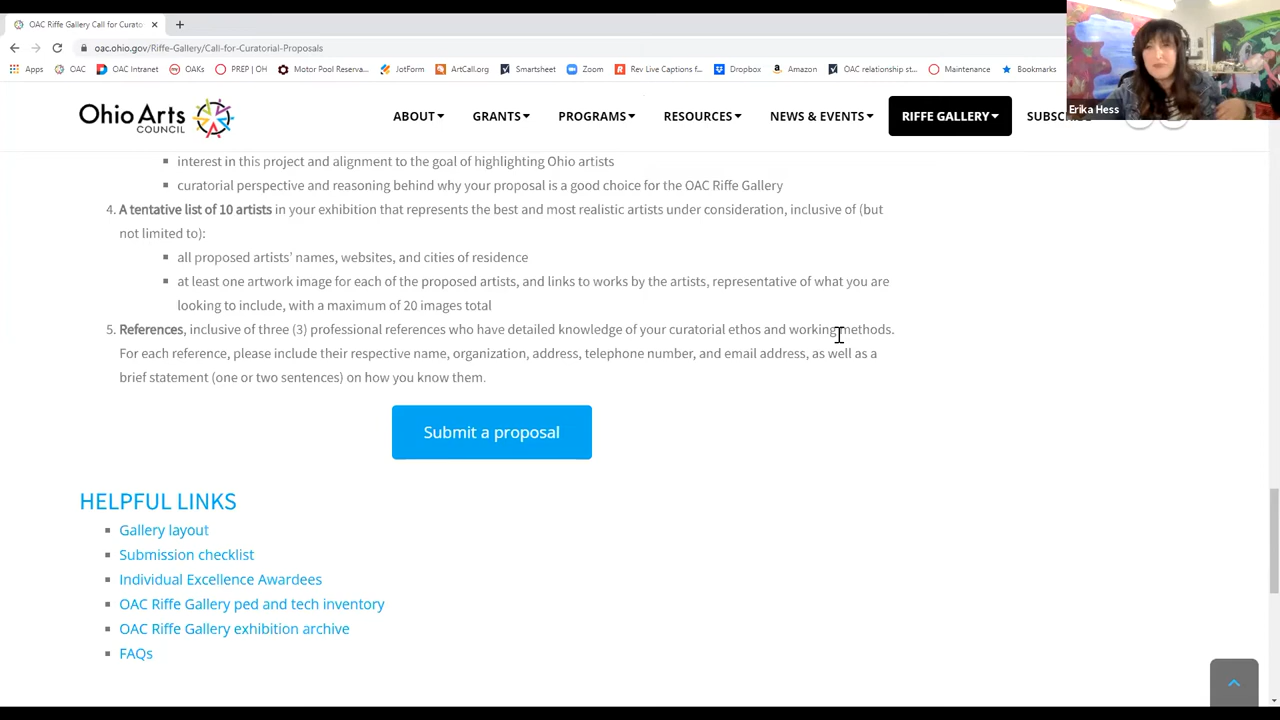 OAC Riffe Gallery Call for Curato
oac.ohio.gov/Riffe-Gallery/Call-for-Curatorial-Proposals
Apps OAC OAC Intranet OAKs PREP | OH Motor Pool Reserva... JotForm ArtCall.org Smartsheet Zoom Rev Live Captions f... Dropbox Amazon OAC relationship st... Maintenance Bookmarks
Erika Hess
Ohio Arts
COUNCIL
ABOUT GRANTS PROGRAMS RESOURCES NEWS & EVENTS RIFFE GALLERY
interest in this project and alignment to the goal of highlighting Ohio artists
curatorial perspective and reasoning behind why your proposal is a good choice for the OAC Riffe Gallery
4. A tentative list of 10 artists in your exhibition that represents the best and most realistic artists under consideration, inclusive of (but
not limited to):
all proposed artists' names, websites, and cities of residence
at least one artwork image for each of the proposed artists, and links to works by the artists, representative of what you are
looking to include, with a maximum of 20 images total
5. References, inclusive of three (3) professional references who have detailed knowledge of your curatorial ethos and working methods.
For each reference, please include their respective name, organization, address, telephone number, and email address, as well as a
brief statement (one or two sentences) on how you know them.
Submit a proposal
HELPFUL LINKS
Gallery layout
Submission checklist
Individual Excellence Awardees
OAC Riffe Gallery ped and tech inventory
OAC Riffe Gallery exhibition archive
FAQs